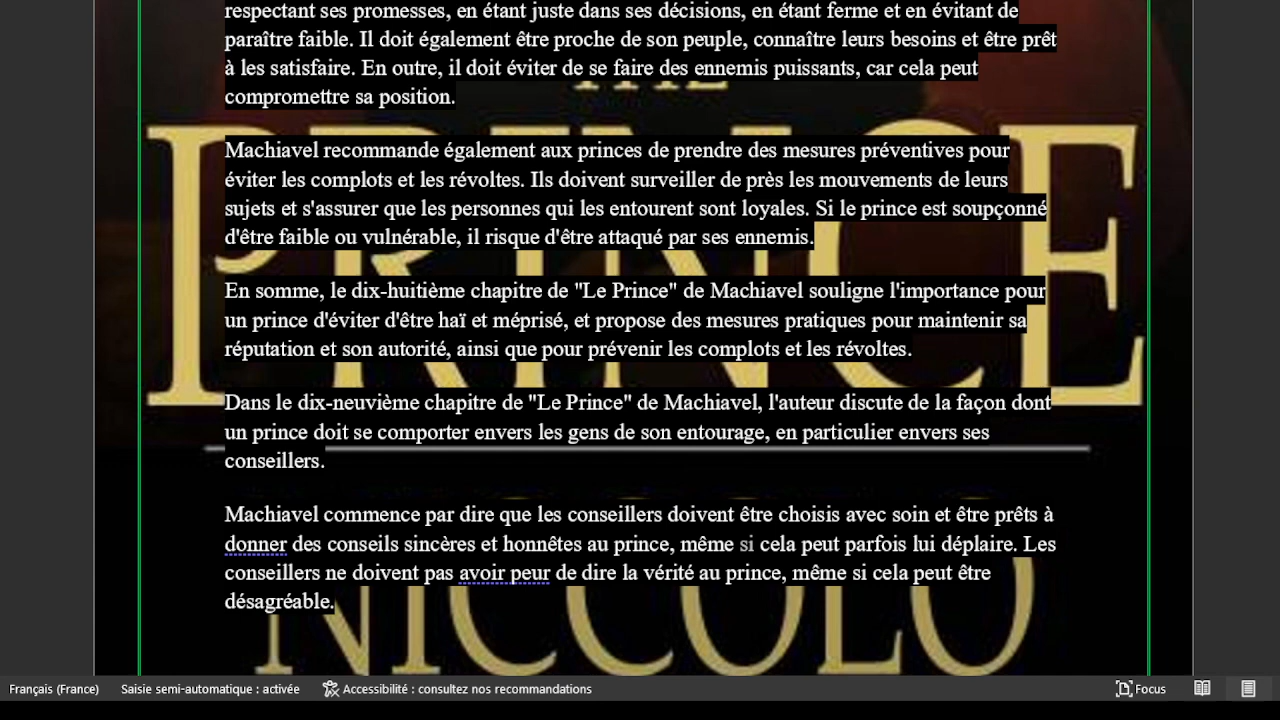 respectant ses promesses, en étant juste dans ses décisions, en étant ferme et en évitant de
paraître faible. Il doit également être proche de son peuple, connaître leurs besoins et être prêt
à les satisfaire. En outre, il doit éviter de se faire des ennemis puissants, car cela peut
compromettre sa position.
Machiavel recommande également aux princes de prendre des mesures préventives pour
éviter les complots et les révoltes. Ils doivent surveiller de près les mouvements de leurs
sujets et s'assurer que les personnes qui les entourent sont loyales. Si le prince est soupçonné
d'être faible ou vulnérable, il risque d'être attaqué par ses ennemis.
PRINCE
En somme, le dix-huitième chapitre de "Le Prince" de Machiavel souligne l'importance pour
un prince d'éviter d'être haï et méprisé, et propose des mesures pratiques pour maintenir sa
réputation et son autorité, ainsi que pour prévenir les complots et les révoltes.
Dans le dix-neuvième chapitre de "Le Prince" de Machiavel, l'auteur discute de la façon dont
un prince doit se comporter envers les gens de son entourage, en particulier envers ses
conseillers.
Machiavel commence par dire que les conseillers doivent être choisis avec soin et être prêts à
donner des conseils sincères et honnêtes au prince, même si cela peut parfois lui déplaire. Les
conseillers ne doivent pas avoir peur de dire la vérité au prince, même si cela peut être
désagréable.
NICCOLO
Français (France) Saisie semi-automatique : activée Accessibilité : consultez nos recommandations Focus